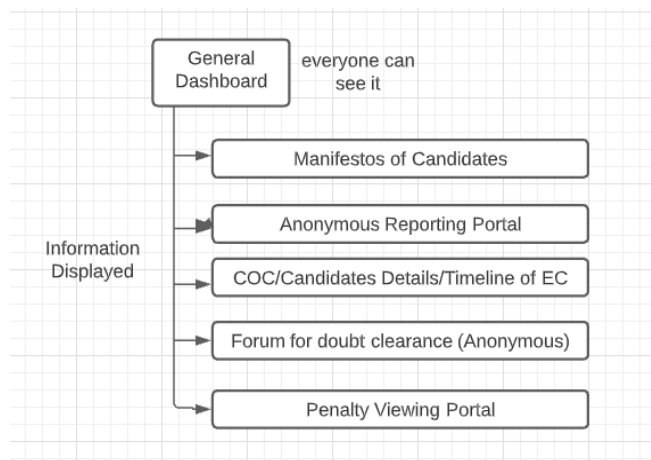 General
Dashboard
everyone can
see it
Manifestos of Candidates
Anonymous Reporting Portal
Information
Displayed
COC/Candidates Details/Timeline of EC
Forum for doubt clearance (Anonymous)
Penalty Viewing Portal